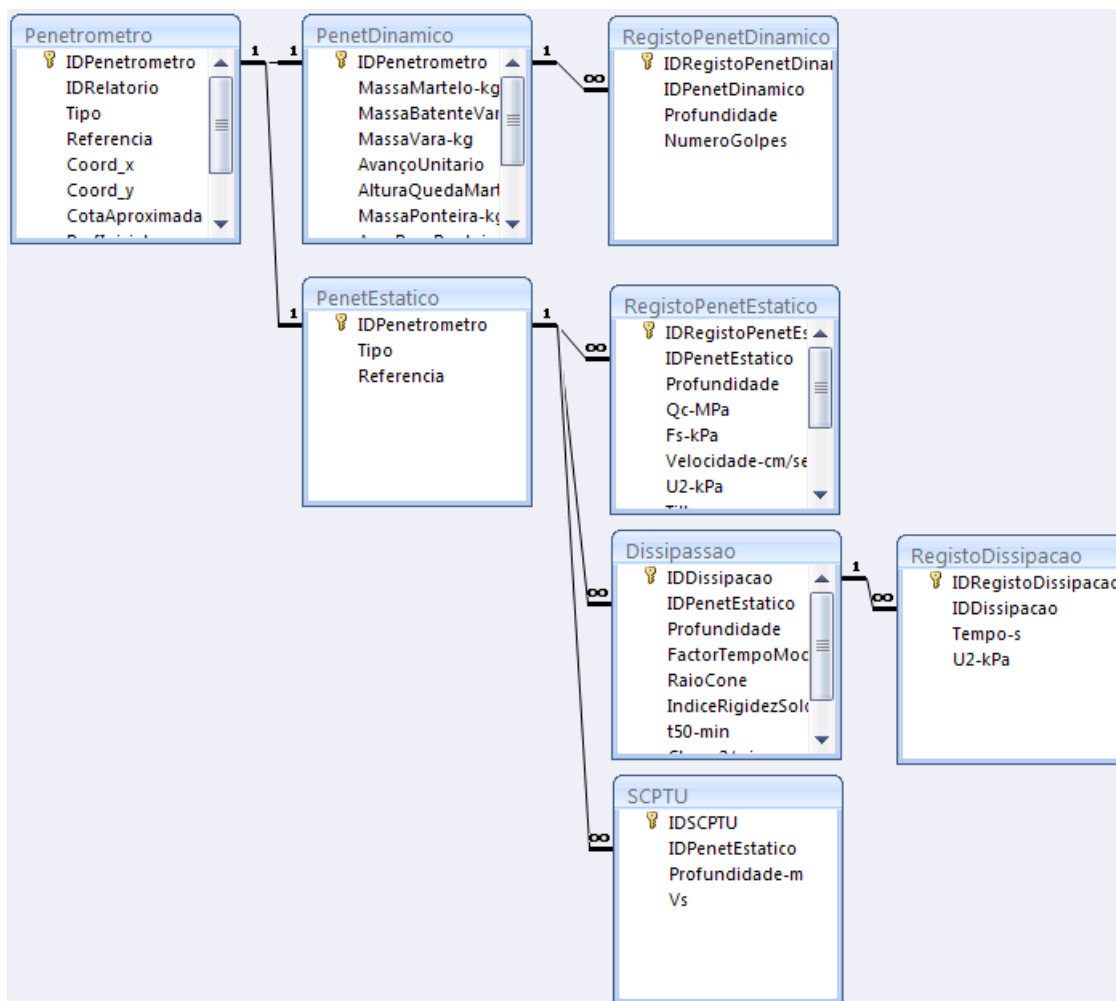 Penetrometro
IDPenetrometro
IDRelatorio
Tipo
Referencia
Coord_x
Coord_y
CotaAproximada
1
1
PenetDinamico
IDPenetrometro
MassaMartelo-kg
MassaBatenteVar
MassaVara-kg
AvançoUnitario
AlturaQuedaMart
MassaPonteira-kg
1
∞
RegistoPenetDinamico
IDRegistoPenetDinar
IDPenetDinamico
Profundidade
NumeroGolpes
1
PenetEstatico
IDPenetrometro
Tipo
Referencia
1
∞
RegistoPenetEstatico
IDRegistoPenetEs
IDPenetEstatico
Profundidade
Qc-MPa
Fs-kPa
Velocidade-cm/se
U2-kPa
∞
Dissipassao
IDDissipacao
IDPenetEstatico
Profundidade
FactorTempoMod
RaioCone
IndiceRigidezSolo
t50-min
1
∞
RegistoDissipacao
IDRegistoDissipacao
IDDissipacao
Tempo-s
U2-kPa
∞
SCPTU
IDSCPTU
IDPenetEstatico
Profundidade-m
Vs